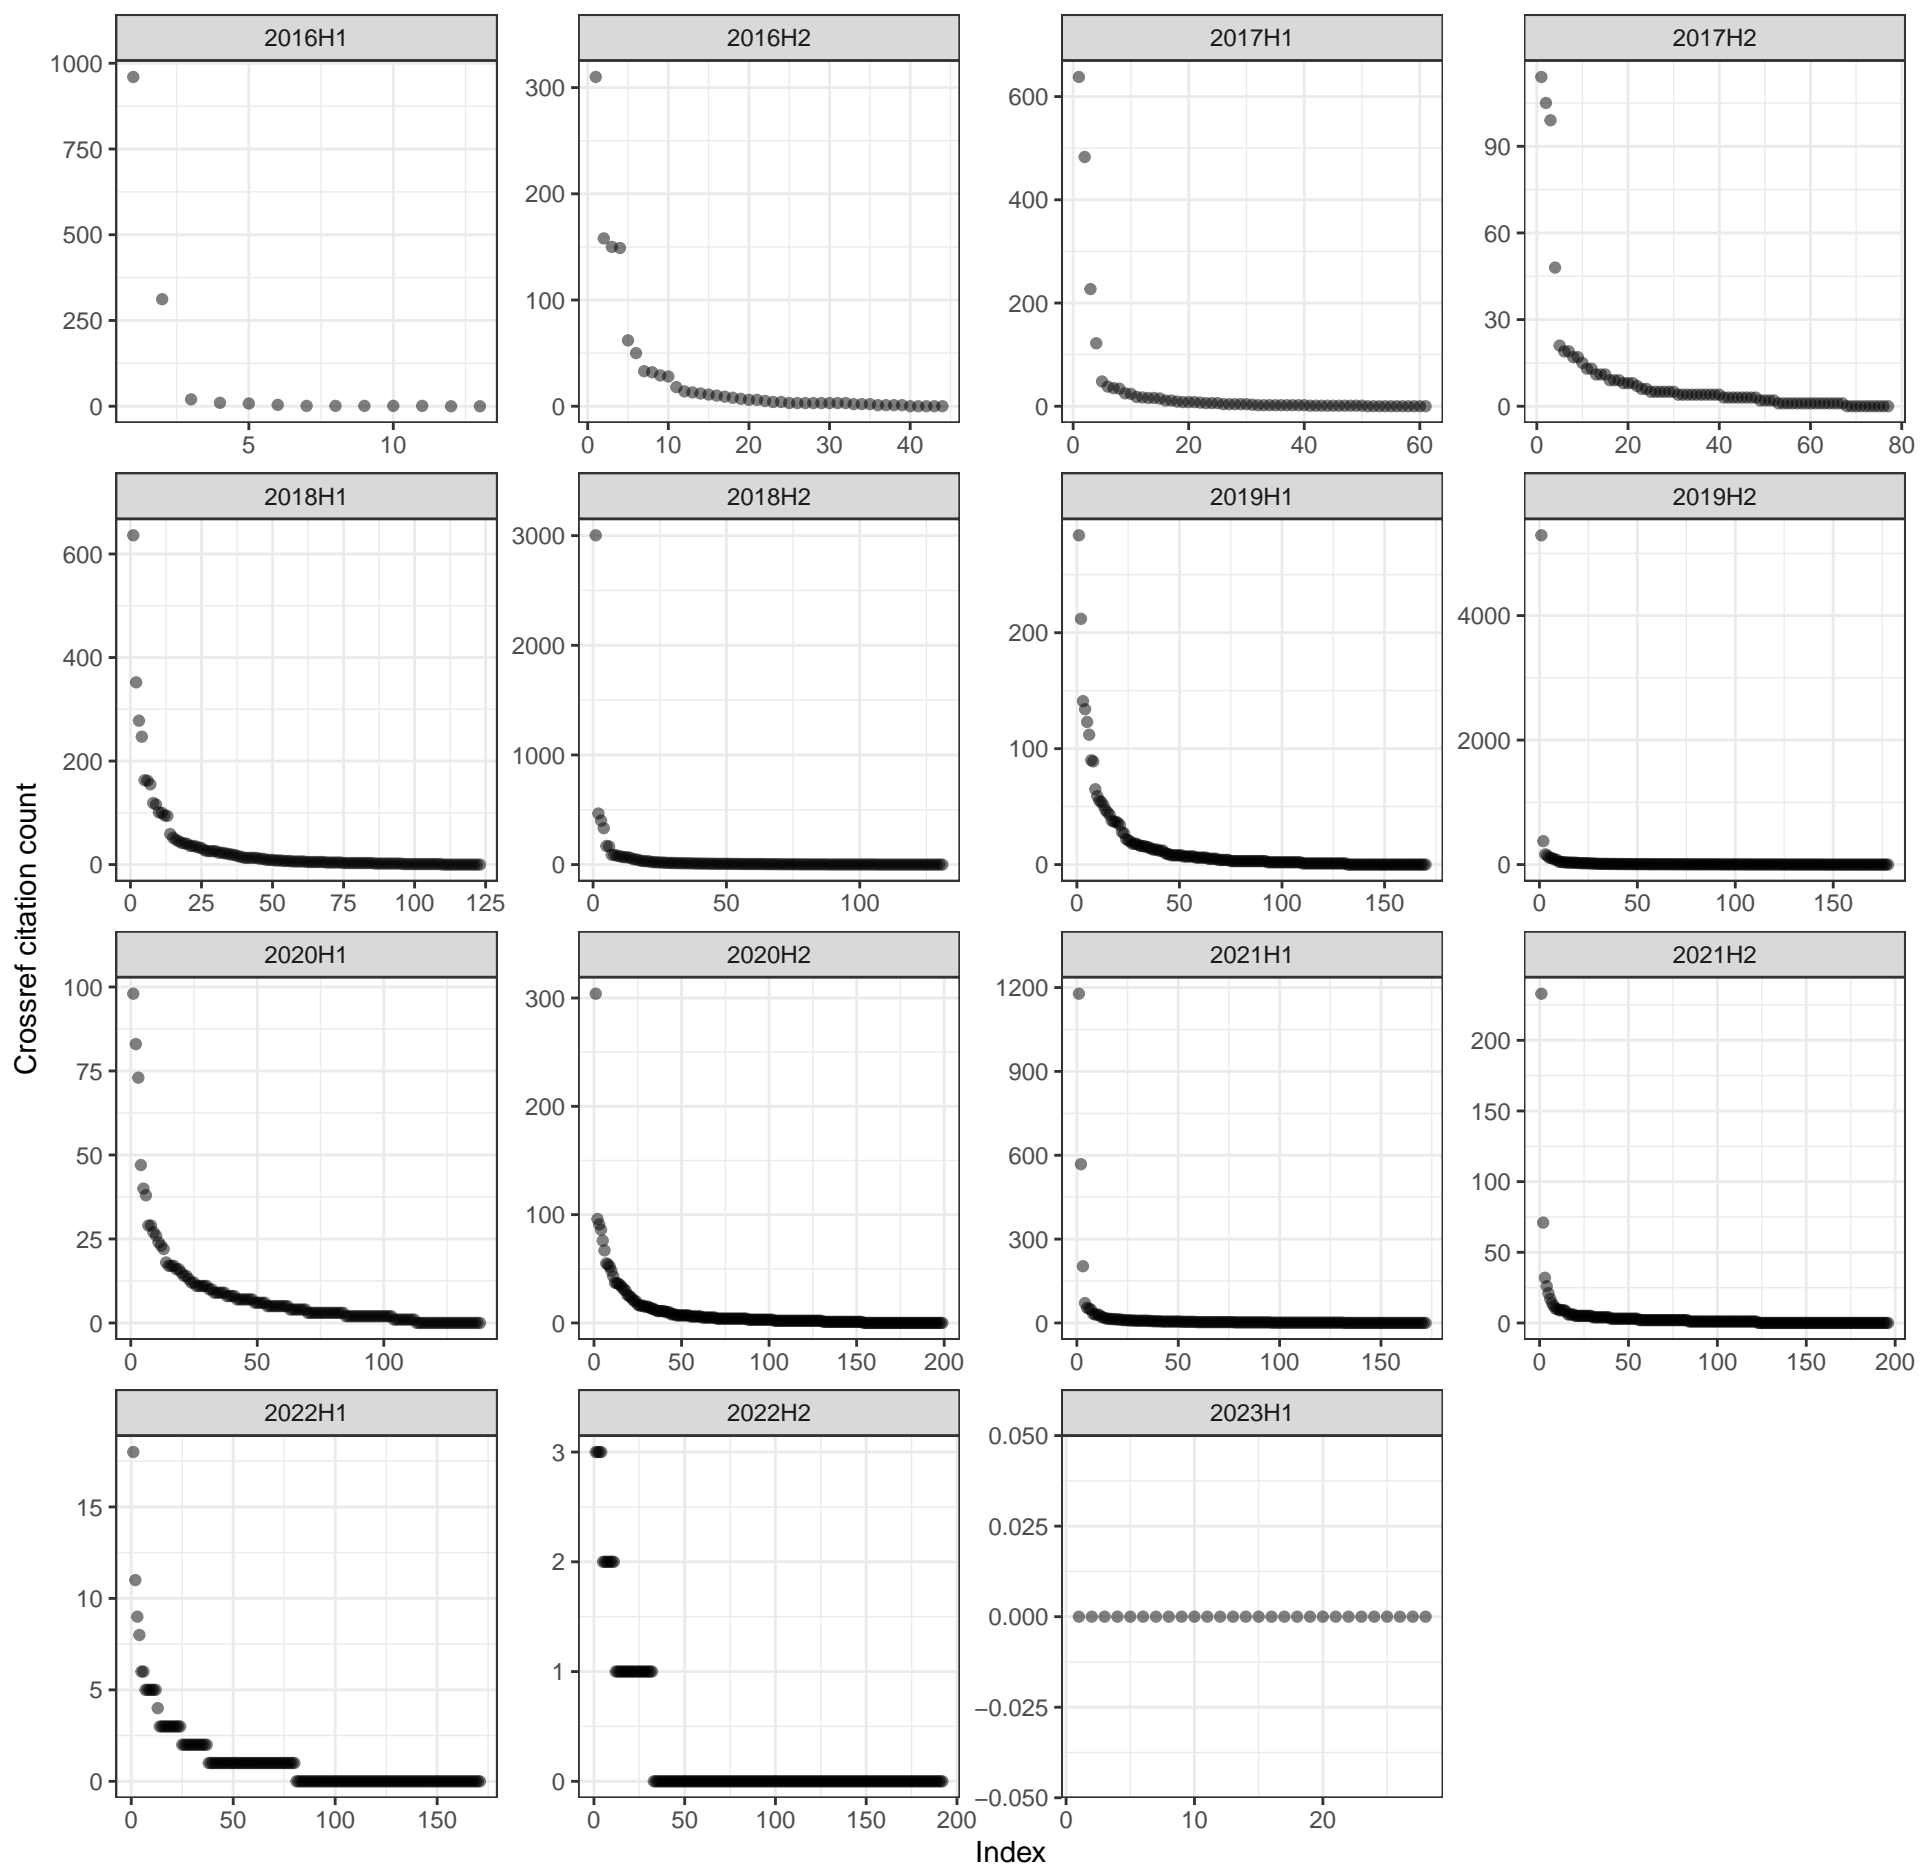 2016H1 2016H2 2017H1 2017H2
1000 300 600 90
750 200 400 60
500 100 200 30
250 0 0 0
0
5 10 0 10 20 30 40 0 20 40 60 0 20 40 60 80
2018H1 2018H2 2019H1 2019H2
600 3000 200 4000
400 2000 100 2000
200 1000 0 0
0 0
0 25 50 75 100 125 0 50 100 0 50 100 150 0 50 100 150
Crossref citation count
2020H1 2020H2 2021H1 2021H2
100 300 1200 200
75 200 900 150
50 100 600 100
25 0 300 50
0 0 0
0 50 100 0 50 100 150 200 0 50 100 150 0 50 100 150 200
2022H1 2022H2 2023H1
15 3 0.050
10 2 0.025
5 1 0.000
0 0 −0.025
−0.050
0 50 100 150 0 50 100 150 200 0 10 20
Index